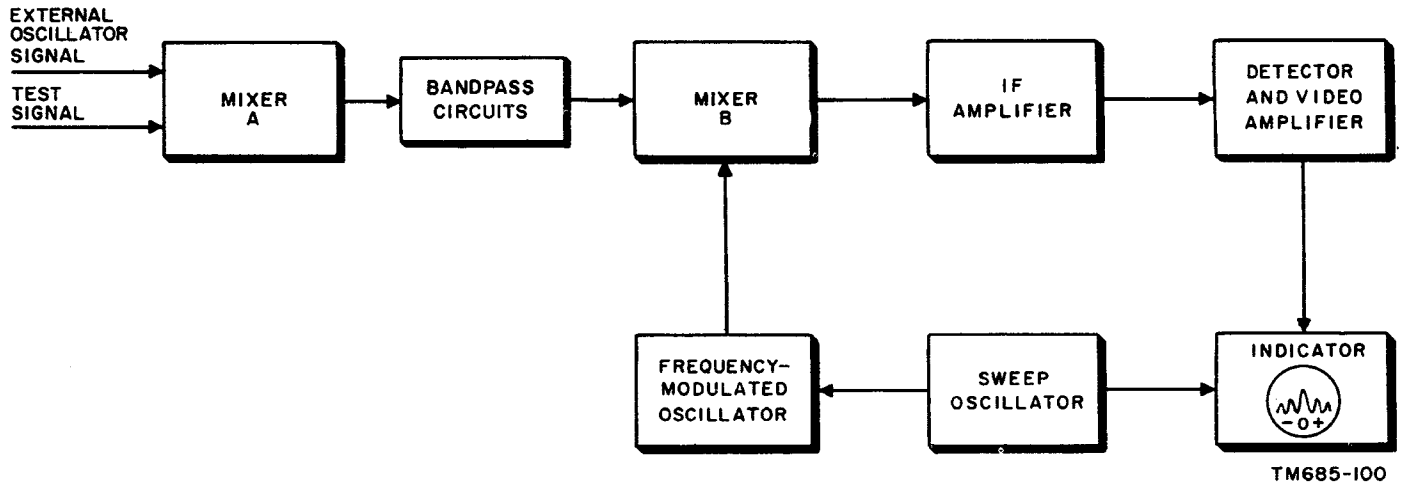 EXTERNAL
OSCILLATOR
SIGNAL
TEST
SIGNAL
MIXER
A
BANDPASS
CIRCUITS
MIXER
B
IF
AMPLIFIER
DETECTOR
AND VIDEO
AMPLIFIER
FREQUENCY-
MODULATED
OSCILLATOR
SWEEP
OSCILLATOR
INDICATOR
- 0 +
TM685-100